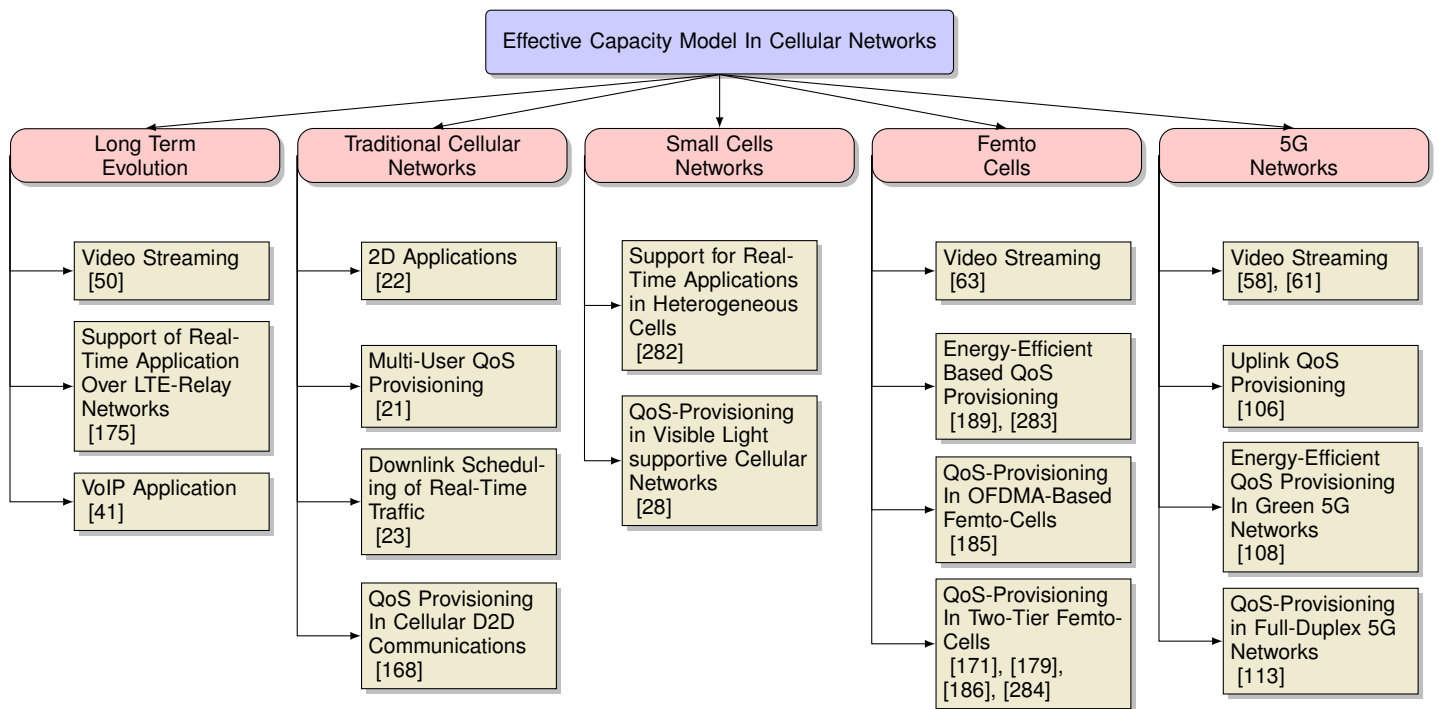 Effective Capacity Model In Cellular Networks
Long Term
Evolution
Traditional Cellular
Networks
Small Cells
Networks
Femto
Cells
5G
Networks
Video Streaming
[50]
Support of Real-
Time Application
Over LTE-Relay
Networks
[175]
VoIP Application
[41]
2D Applications
[22]
Multi-User QoS
Provisioning
[21]
Downlink Schedul-
ing of Real-Time
Traffic
[23]
QoS Provisioning
In Cellular D2D
Communications
[168]
Support for Real-
Time Applications
in Heterogeneous
Cells
[282]
QoS-Provisioning
in Visible Light
supportive Cellular
Networks
[28]
Video Streaming
[63]
Energy-Efficient
Based QoS
Provisioning
[189], [283]
QoS-Provisioning
In OFDMA-Based
Femto-Cells
[185]
QoS-Provisioning
In Two-Tier Femto-
Cells
[171], [179],
[186], [284]
Video Streaming
[58], [61]
Uplink QoS
Provisioning
[106]
Energy-Efficient
QoS Provisioning
In Green 5G
Networks
[108]
QoS-Provisioning
in Full-Duplex 5G
Networks
[113]